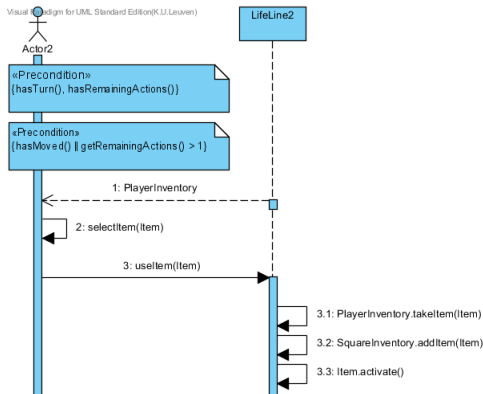 Visual Paradigm for UML Standard Edition(K.U.Leuven)
LifeLine2
Actor2
«Precondition»
{hasTurn(), hasRemainingActions()}
«Precondition»
{hasMoved() || getRemainingActions() > 1}
1: PlayerInventory
2: selectItem(Item)
3: useItem(Item)
3.1: PlayerInventory.takeItem(Item)
3.2: SquareInventory.addItem(Item)
3.3: Item.activate()